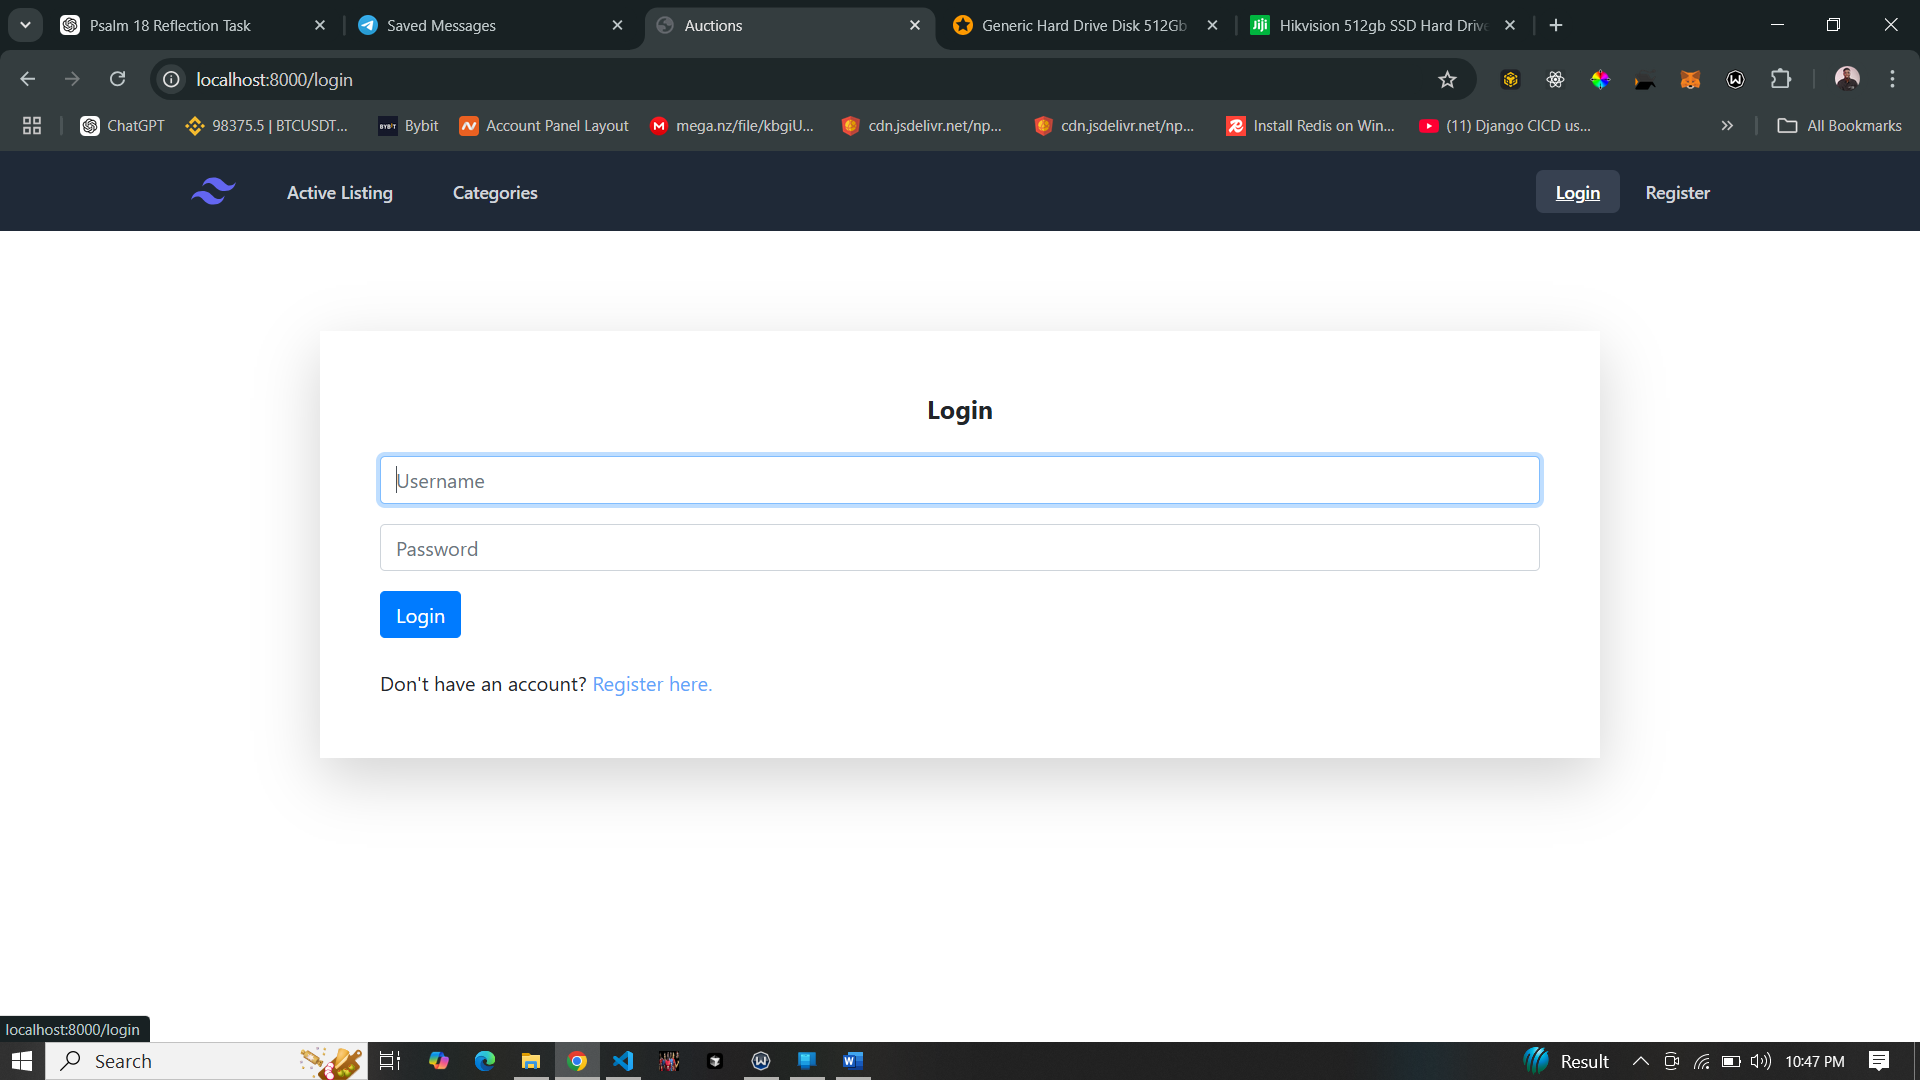 Psalm 18 Reflection Task
Saved Messages
Auctions
Generic Hard Drive Disk 512Gb
Hikvision 512gb SSD Hard Drive
localhost:8000/login
ChatGPT
98375.5 | BTCUSDT...
Bybit
Account Panel Layout
mega.nz/file/kbgiU...
cdn.jsdelivr.net/np...
cdn.jsdelivr.net/np...
Install Redis on Win...
(11) Django CICD us...
All Bookmarks
Active Listing
Categories
Login
Register
Login
Username
Password
Login
Don't have an account? Register here.
localhost:8000/login
Search
Result
10:47 PM